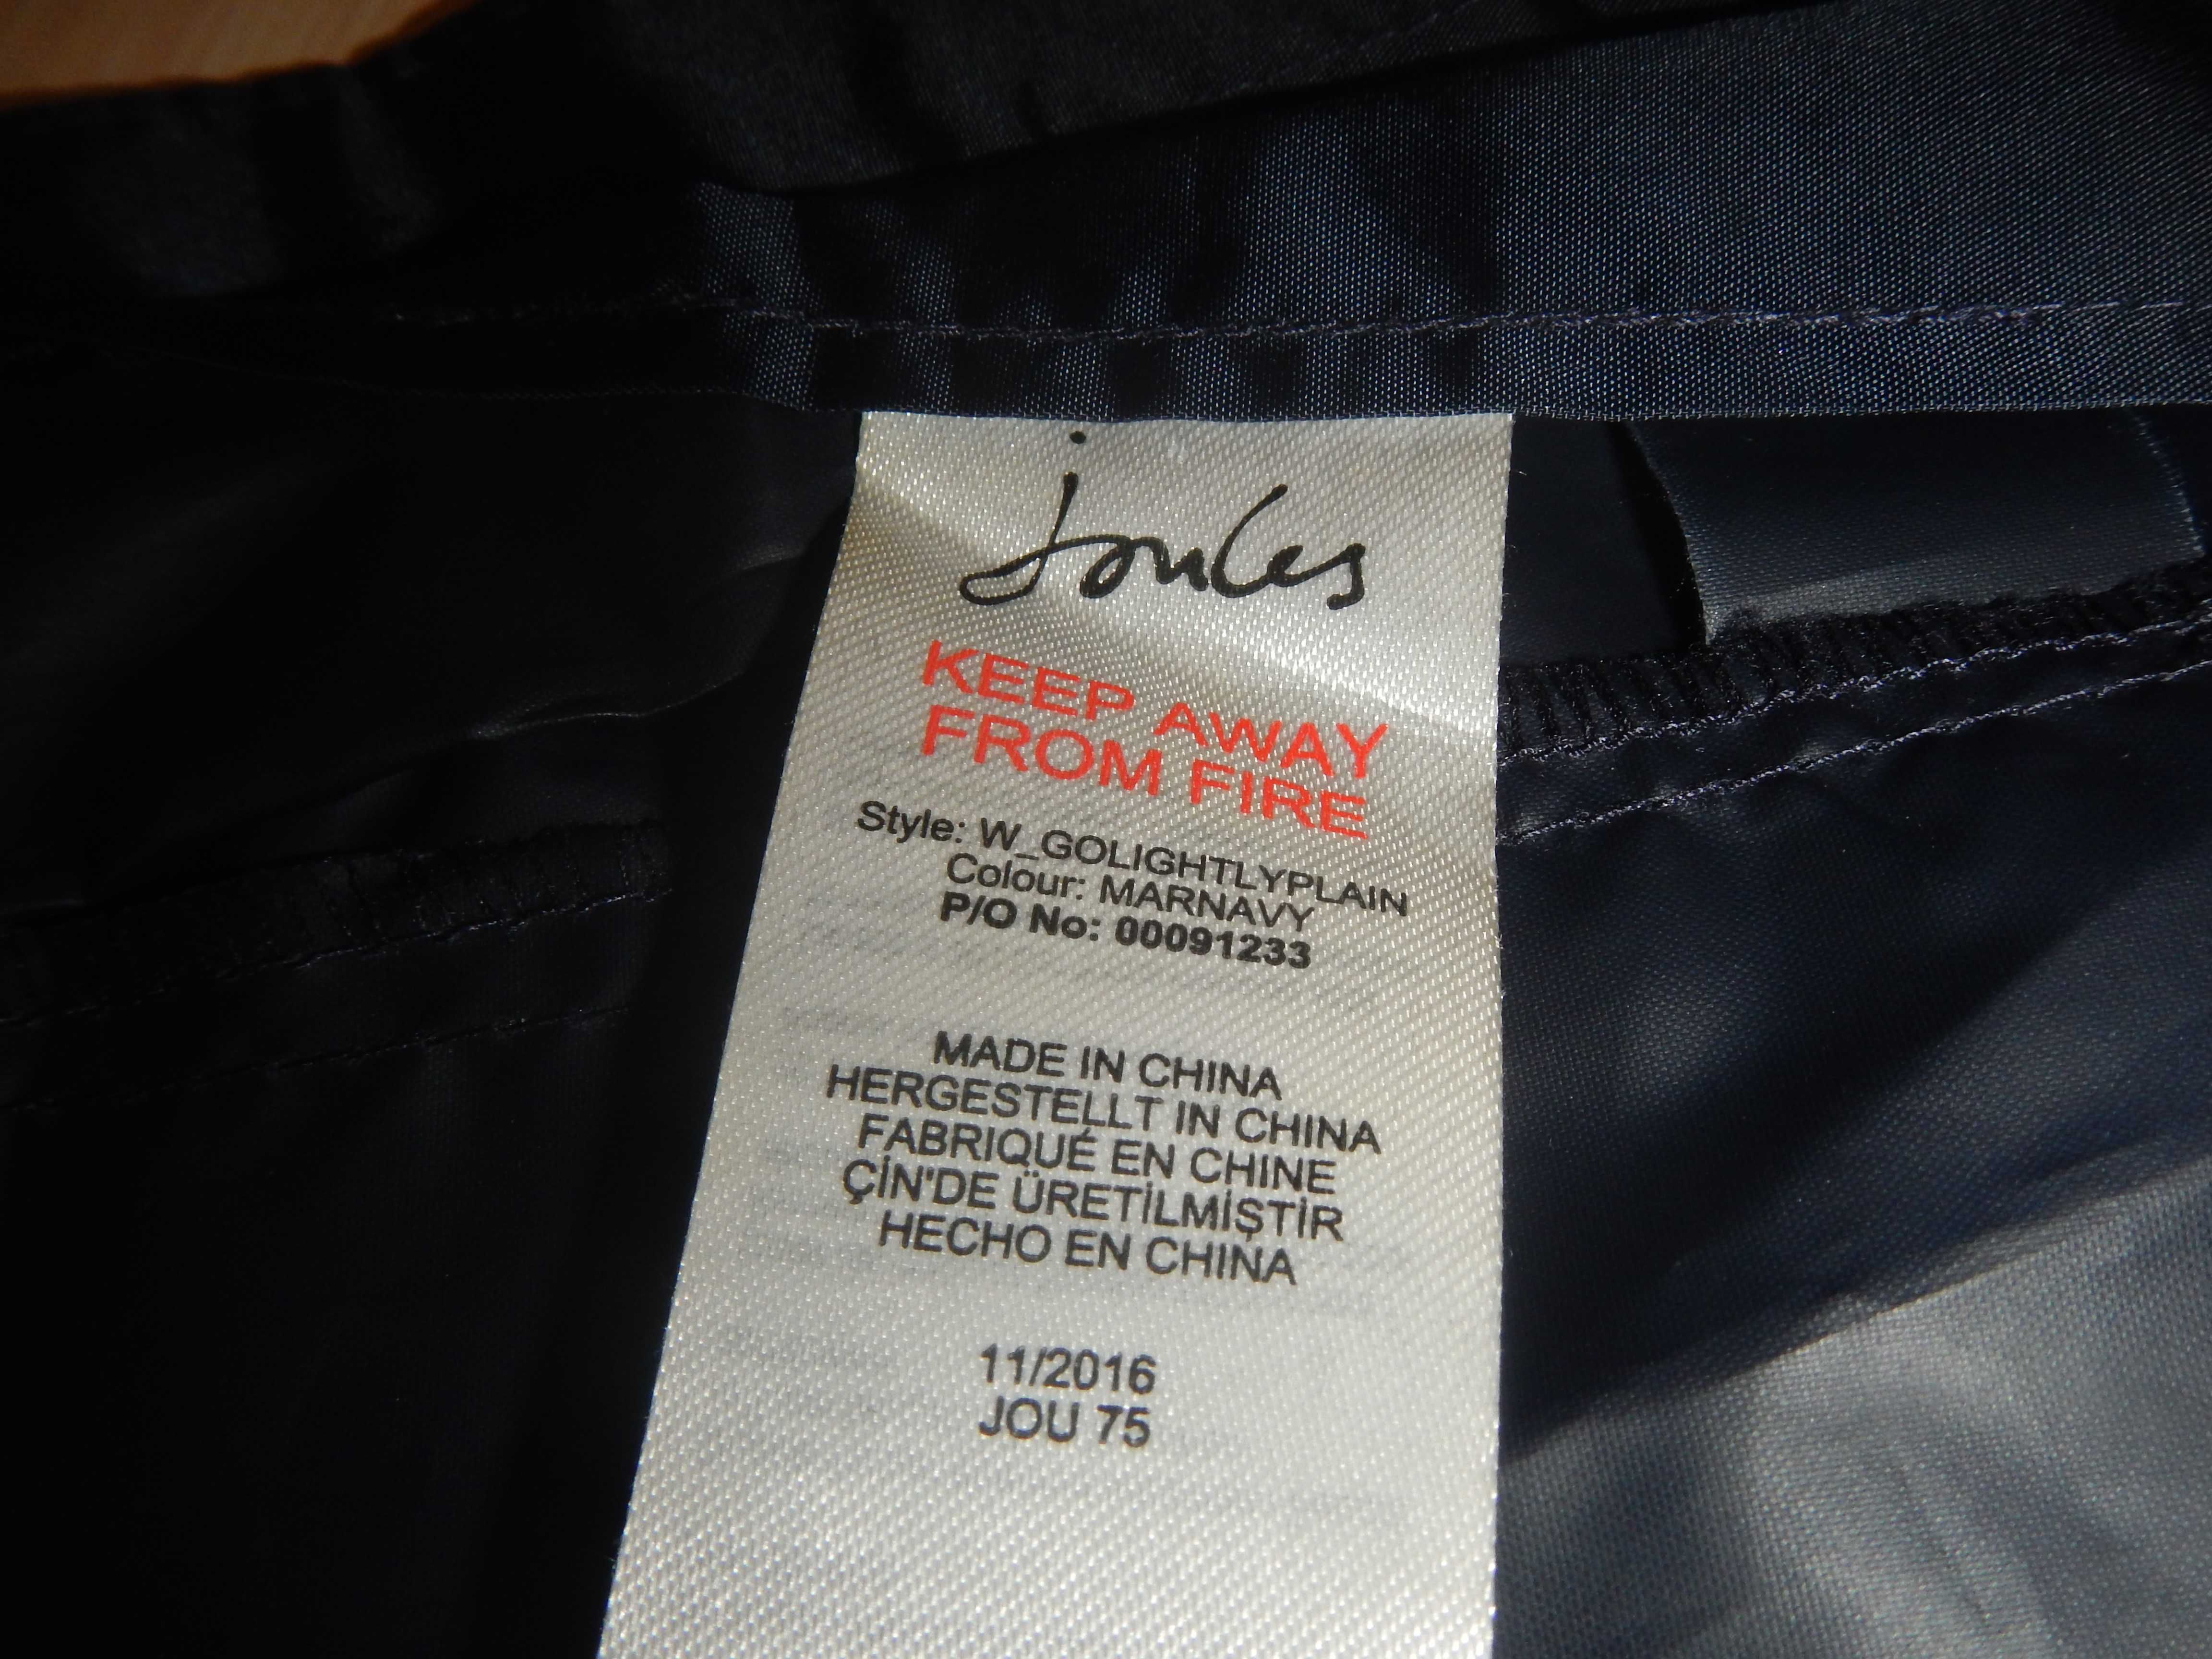 joules
KEEP AWAY
FROM FIRE
Style: W_GOLIGHTLYPLAIN
Colour: MARNAVY
P/O No: 00091233
MADE IN CHINA
HERGESTELLT IN CHINA
FABRIQUÉ EN CHINE
ÇİN'DE ÜRETİLMİŞTİR
HECHO EN CHINA
11/2016
JOU 75